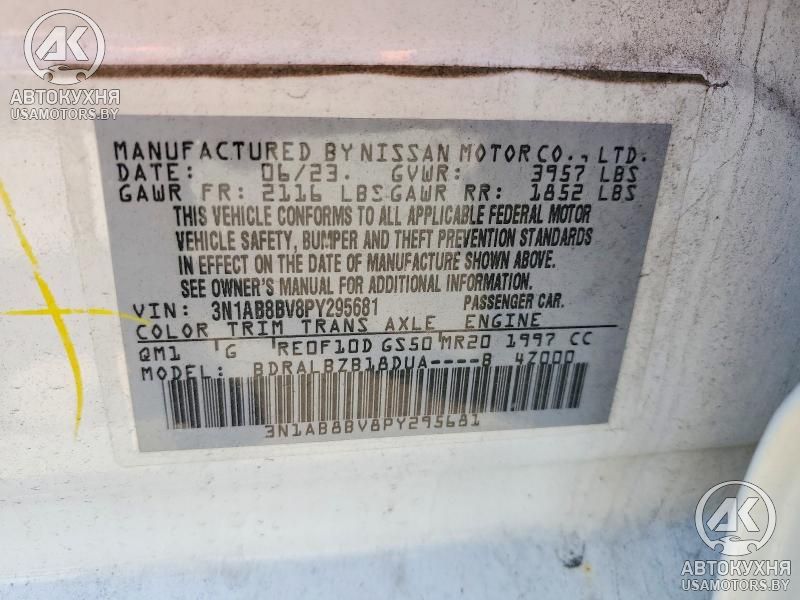 AK
АВТОКУХНЯ
USAMOTORS.BY
MANUFACTURED BY NISSAN MOTOR CO., LTD.
DATE: 06/23. GVWR: 3957 LBS
GAWR FR: 2116 LBS GAWR RR: 1852 LBS
THIS VEHICLE CONFORMS TO ALL APPLICABLE FEDERAL MOTOR
VEHICLE SAFETY, BUMPER AND THEFT PREVENTION STANDARDS
IN EFFECT ON THE DATE OF MANUFACTURE SHOWN ABOVE.
SEE OWNER'S MANUAL FOR ADDITIONAL INFORMATION.
VIN: 3N1AB8BV8PY295681 PASSENGER CAR.
COLOR TRIM TRANS AXLE ENGINE
QM1 'G RE0F10D GS50 MR20 1997 CC
MODEL: BDRALBZB18DUA----B 47000
3N1AB8BV8PY295681
AK
АВТОКУХНЯ
USAMOTORS.BY